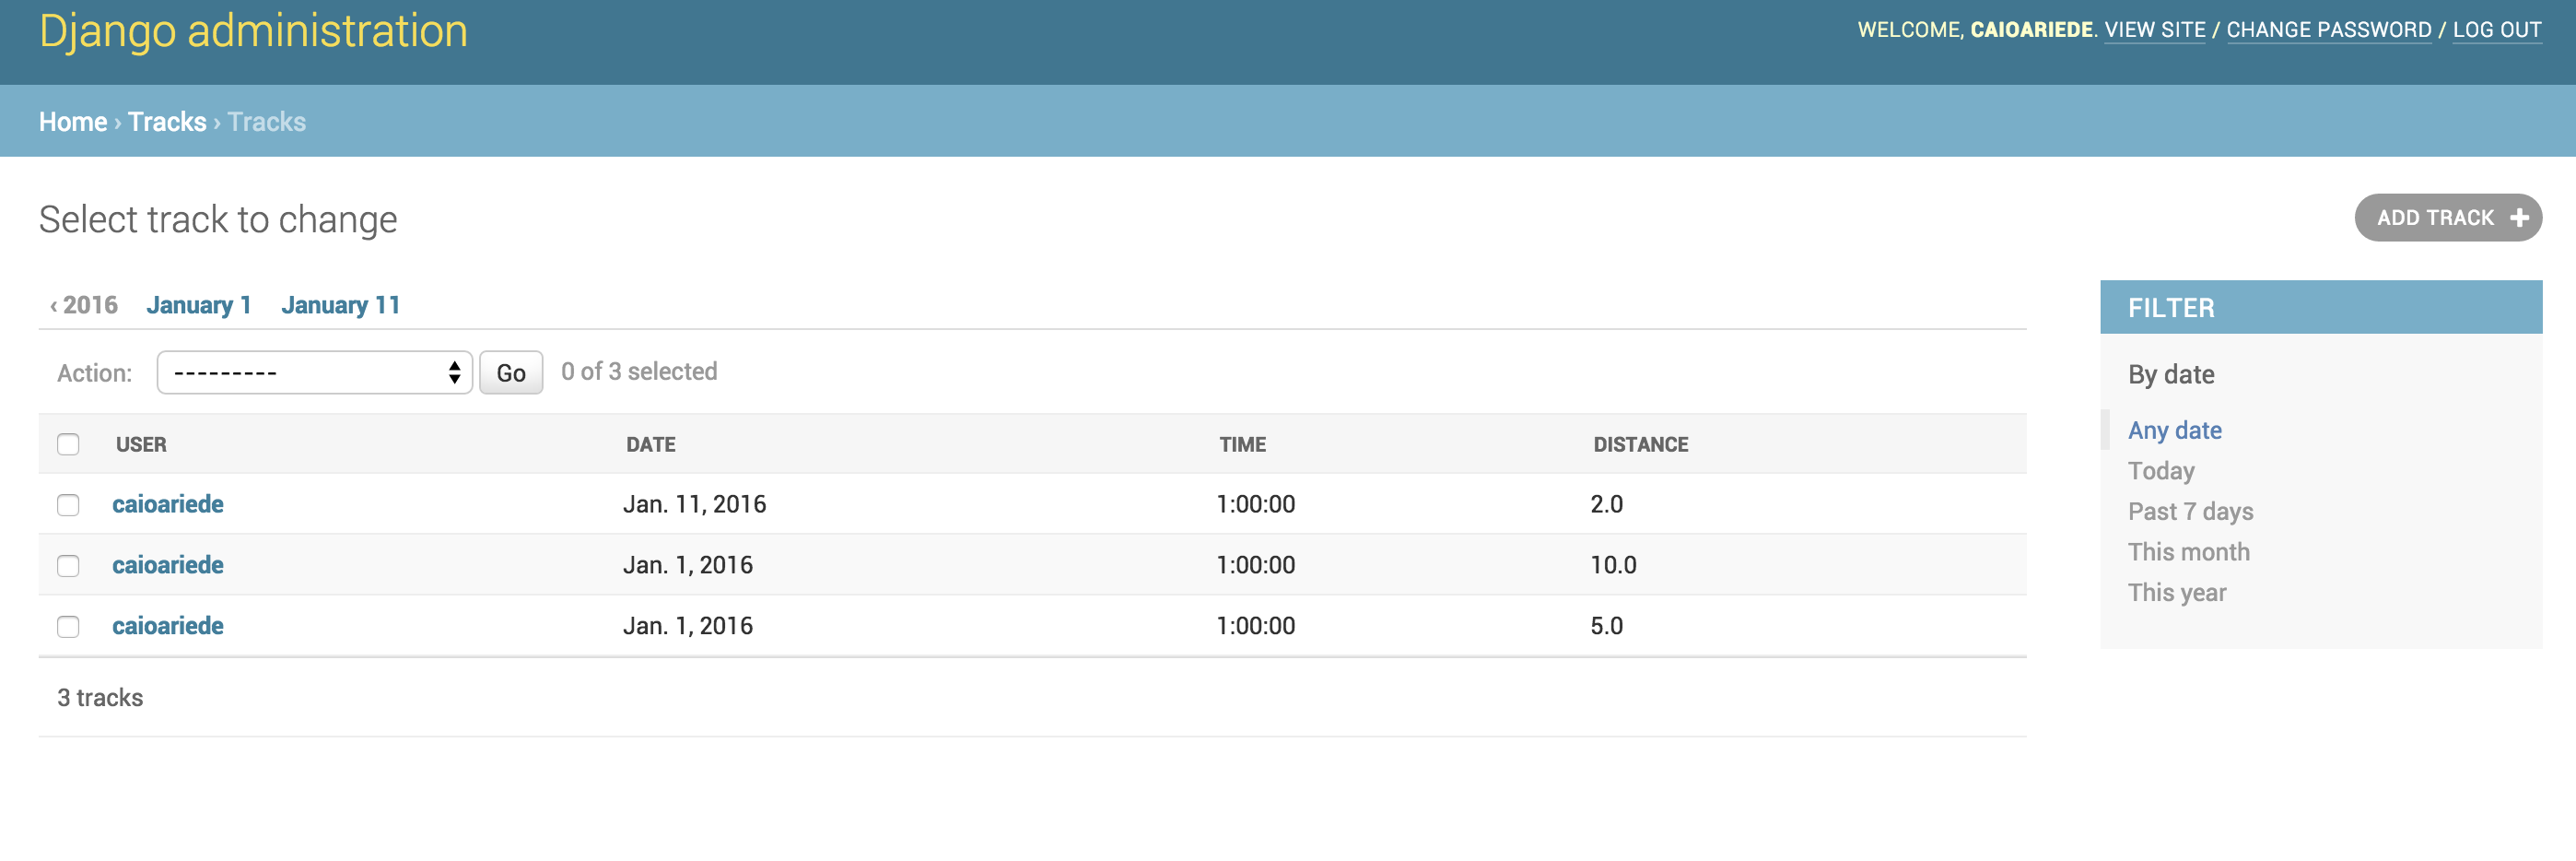 Django administration
WELCOME, CAIOARIEDE. VIEW SITE / CHANGE PASSWORD / LOG OUT
Home › Tracks › Tracks
Select track to change
ADD TRACK +
‹ 2016 January 1 January 11
Action: --------- Go 0 of 3 selected
USER DATE TIME DISTANCE
caioariede Jan. 11, 2016 1:00:00 2.0
caioariede Jan. 1, 2016 1:00:00 10.0
caioariede Jan. 1, 2016 1:00:00 5.0
3 tracks
FILTER
By date
Any date
Today
Past 7 days
This month
This year